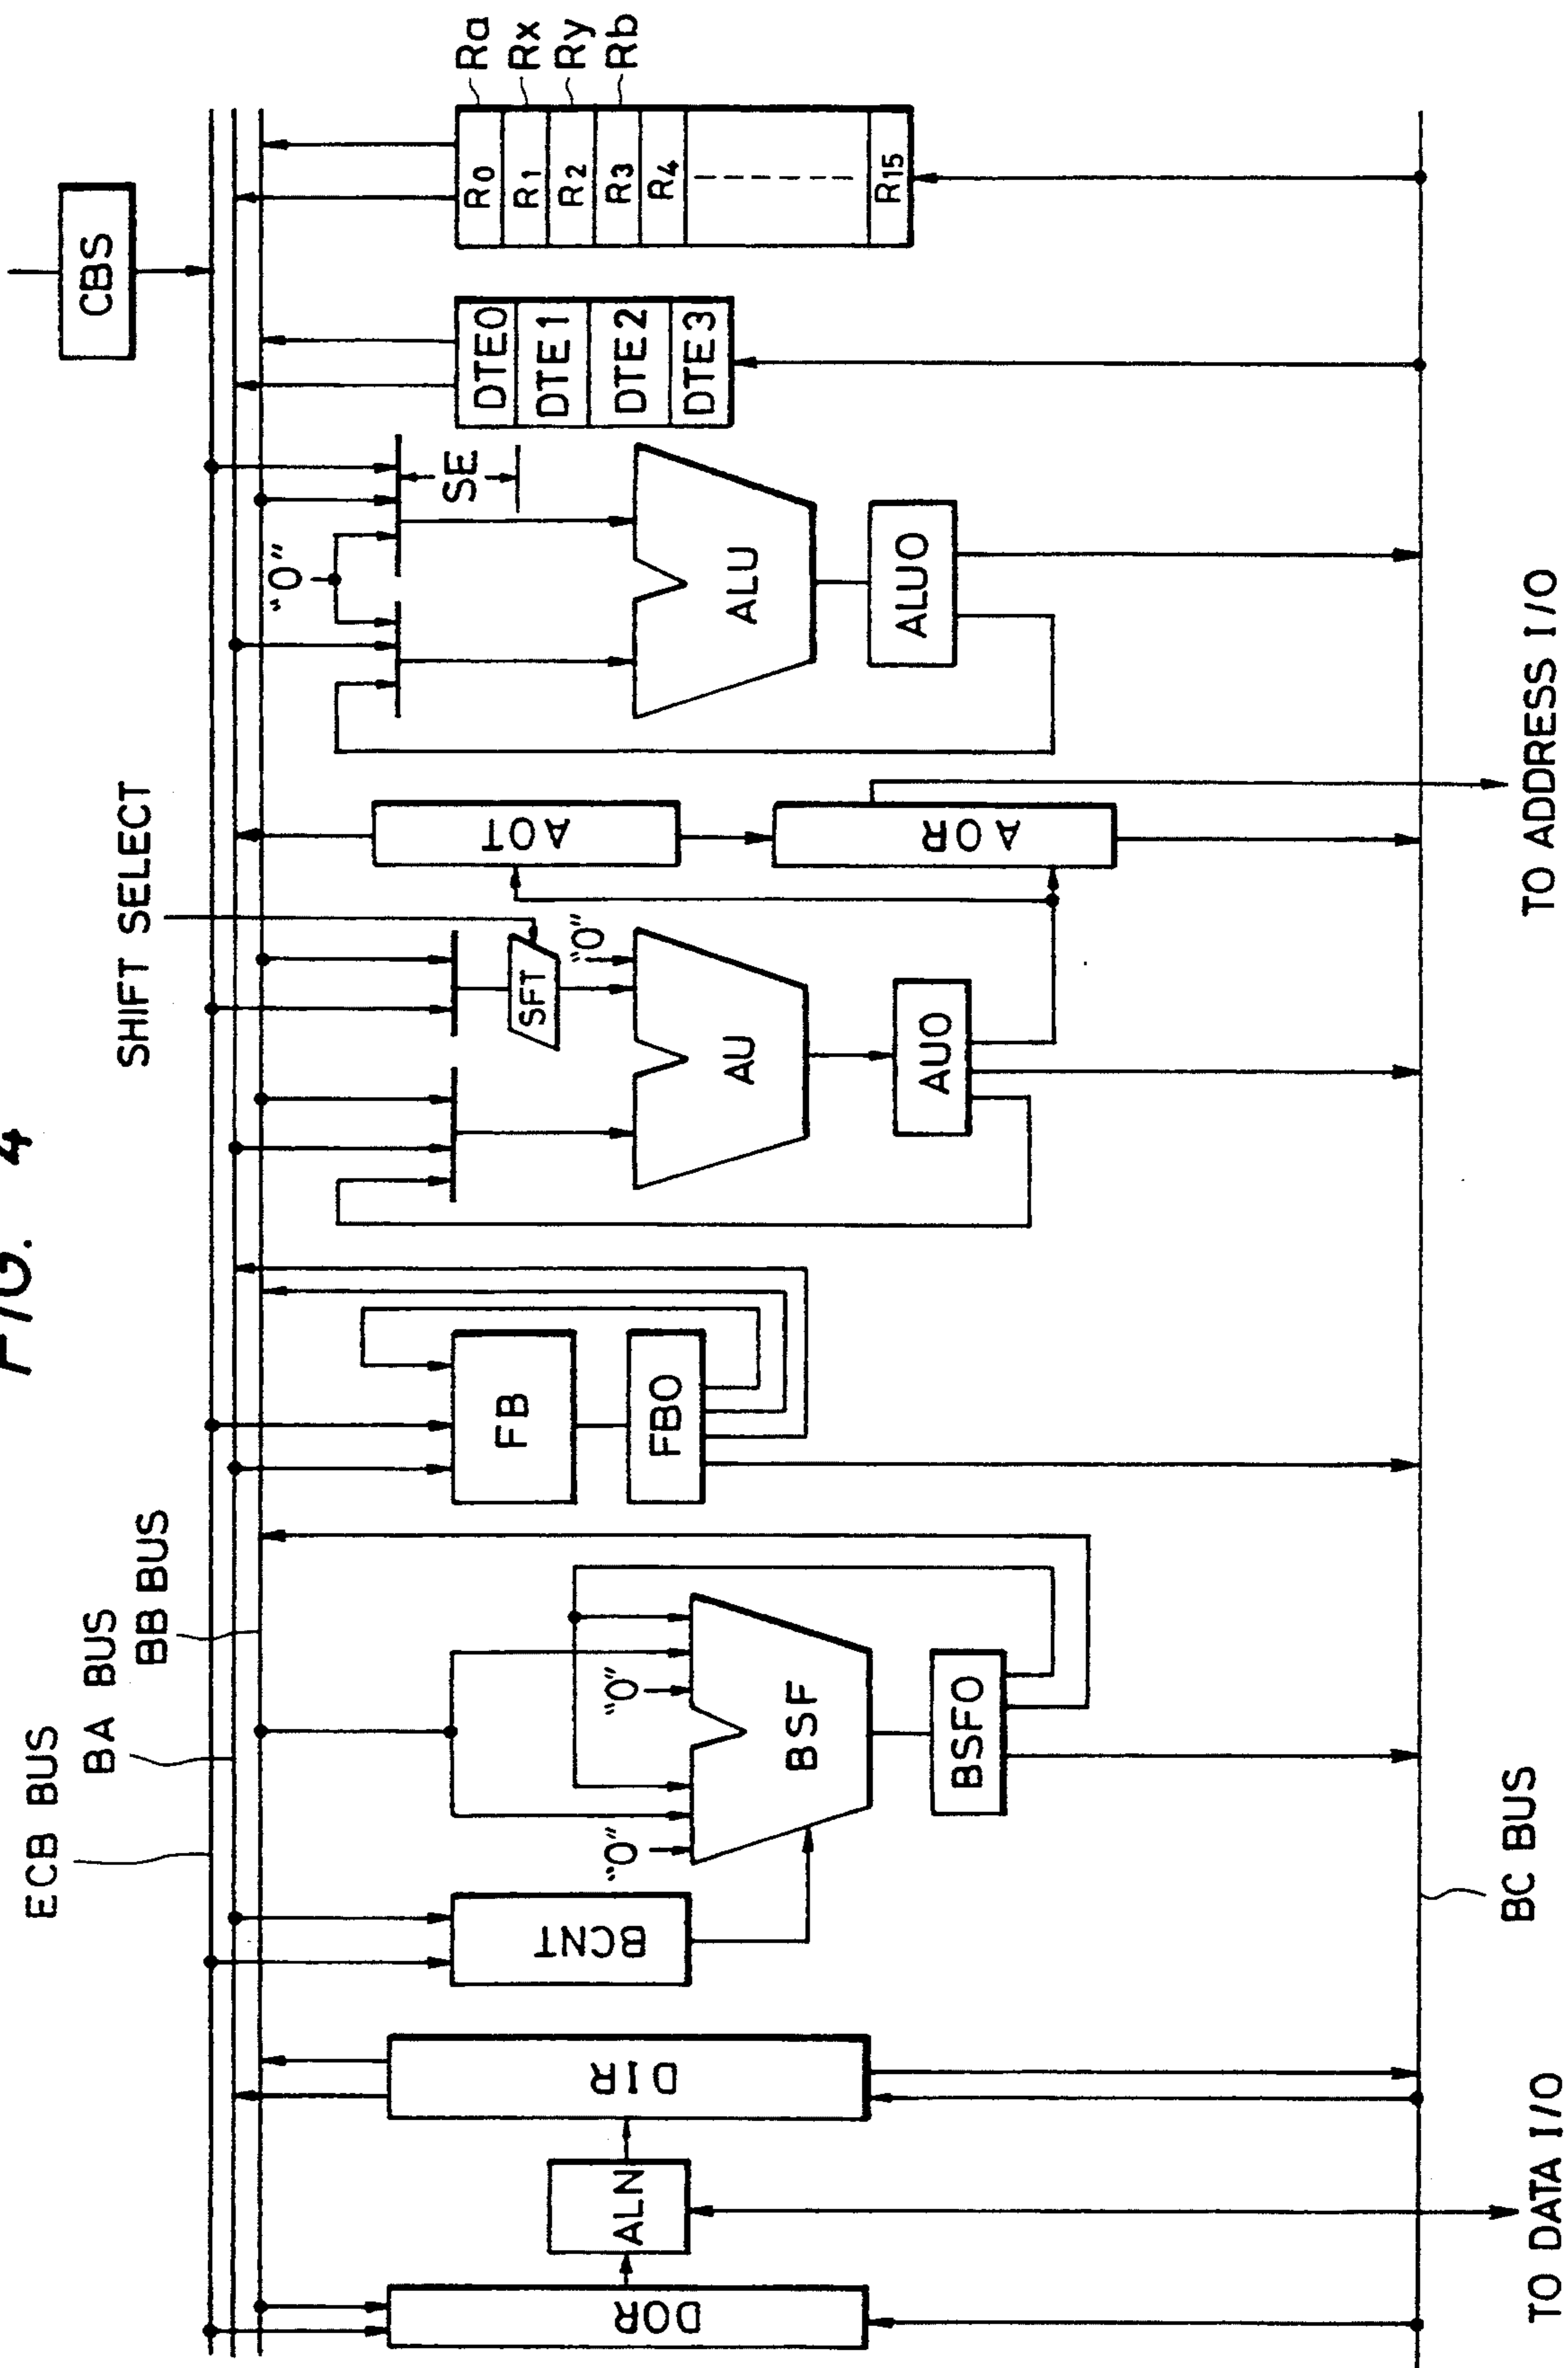 FIG. 4
ECB BUS
BA BUS
BB BUS
SHIFT SELECT
CBS
DOR
ALN
DIR
BCNT
"0"
"0"
BSF
BSFO
FB
FBO
SFT
"0"
AU
AUO
AOT
AOR
"0"
SE
ALU
ALUO
DTE0
DTE1
DTE2
DTE3
R0
R1
R2
R3
R4
R15
Ra
Rx
Ry
Rb
TO DATA I/O
BC BUS
TO ADDRESS I/O